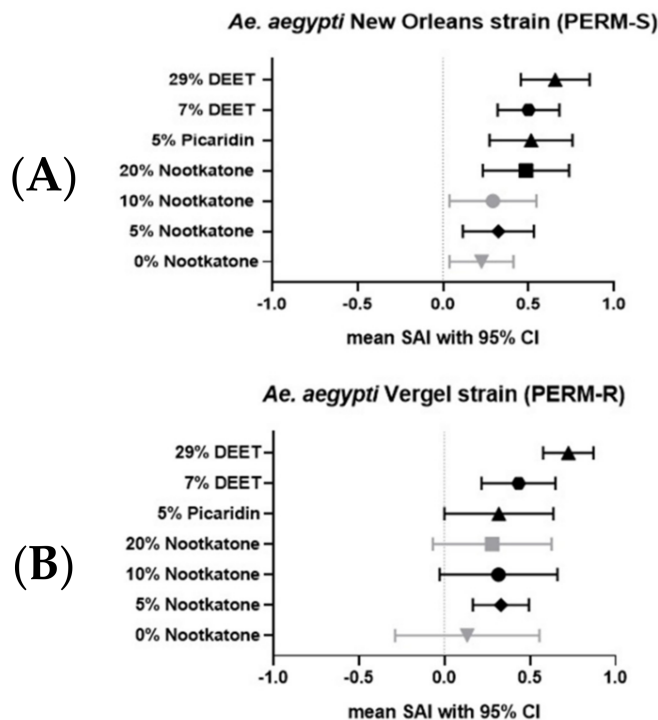 Ae. aegypti New Orleans strain (PERM-S)
(A)
29% DEET
7% DEET
5% Picaridin
20% Nootkatone
10% Nootkatone
5% Nootkatone
0% Nootkatone
-1.0 -0.5 0.0 0.5 1.0
mean SAI with 95% CI
Ae. aegypti Vergel strain (PERM-R)
(B)
29% DEET
7% DEET
5% Picaridin
20% Nootkatone
10% Nootkatone
5% Nootkatone
0% Nootkatone
-1.0 -0.5 0.0 0.5 1.0
mean SAI with 95% CI